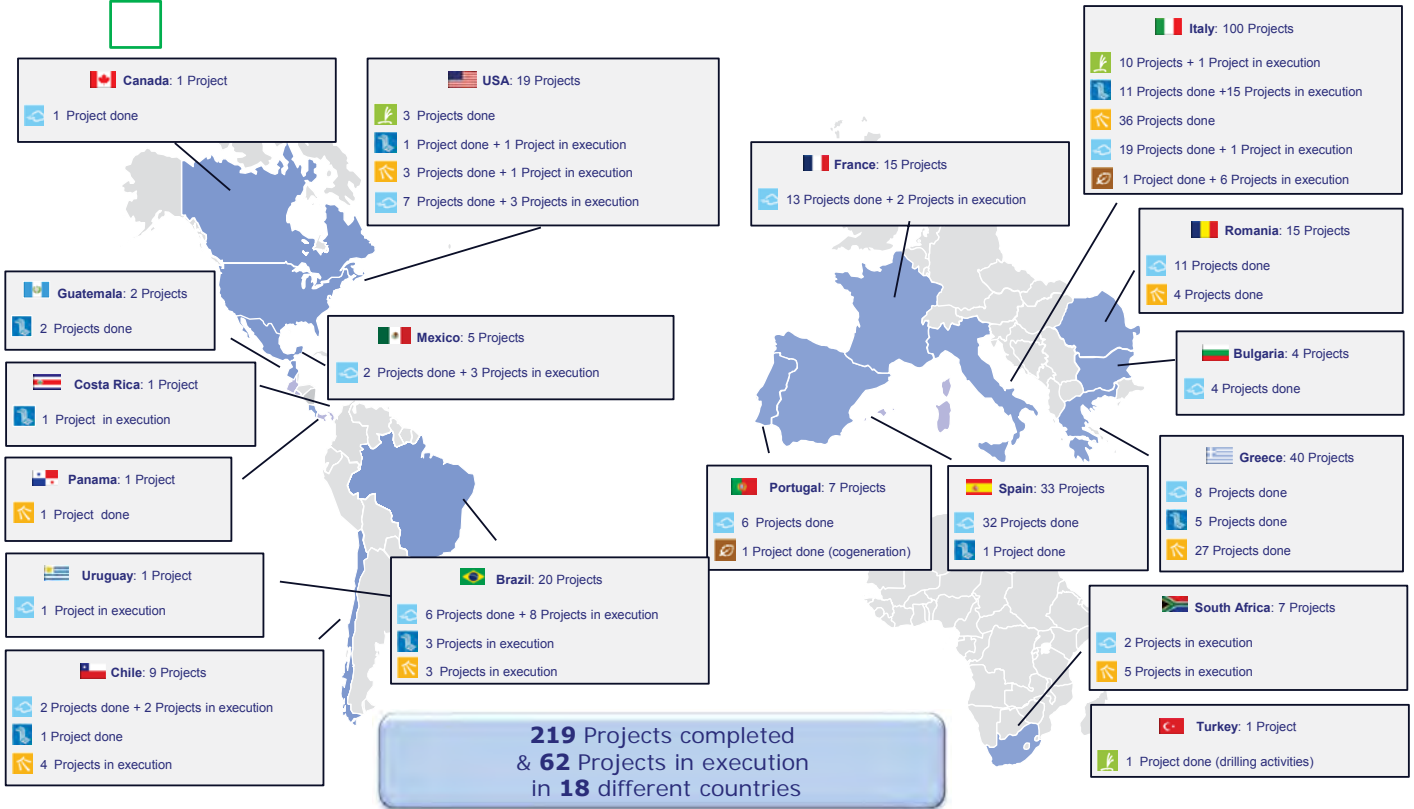 Canada: 1 Project
1 Project done
USA: 19 Projects
3 Projects done
1 Project done + 1 Project in execution
3 Projects done + 1 Project in execution
7 Projects done + 3 Projects in execution
Guatemala: 2 Projects
2 Projects done
Mexico: 5 Projects
2 Projects done + 3 Projects in execution
Costa Rica: 1 Project
1 Project in execution
Panama: 1 Project
1 Project done
Uruguay: 1 Project
1 Project in execution
Brazil: 20 Projects
6 Projects done + 8 Projects in execution
3 Projects in execution
3 Projects in execution
Chile: 9 Projects
2 Projects done + 2 Projects in execution
1 Project done
4 Projects in execution
France: 15 Projects
13 Projects done + 2 Projects in execution
Italy: 100 Projects
10 Projects + 1 Project in execution
11 Projects done +15 Projects in execution
36 Projects done
19 Projects done + 1 Project in execution
1 Project done + 6 Projects in execution
Romania: 15 Projects
11 Projects done
4 Projects done
Bulgaria: 4 Projects
4 Projects done
Greece: 40 Projects
8 Projects done
5 Projects done
27 Projects done
Portugal: 7 Projects
6 Projects done
1 Project done (cogeneration)
Spain: 33 Projects
32 Projects done
1 Project done
South Africa: 7 Projects
2 Projects in execution
5 Projects in execution
Turkey: 1 Project
1 Project done (drilling activities)
219 Projects completed
& 62 Projects in execution
in 18 different countries